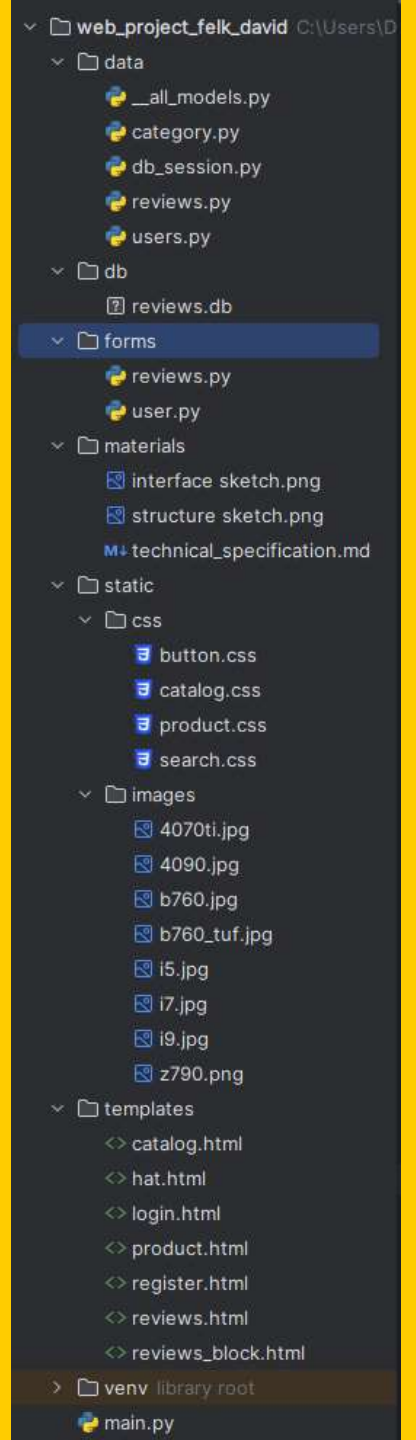 web_project_felk_david C:\Users\D
data
__all_models.py
category.py
db_session.py
reviews.py
users.py
db
reviews.db
forms
reviews.py
user.py
materials
interface sketch.png
structure sketch.png
M↓ technical_specification.md
static
css
button.css
catalog.css
product.css
search.css
images
4070ti.jpg
4090.jpg
b760.jpg
b760_tuf.jpg
i5.jpg
i7.jpg
i9.jpg
z790.png
templates
<> catalog.html
<> hat.html
<> login.html
<> product.html
<> register.html
<> reviews.html
<> reviews_block.html
venv library root
main.py